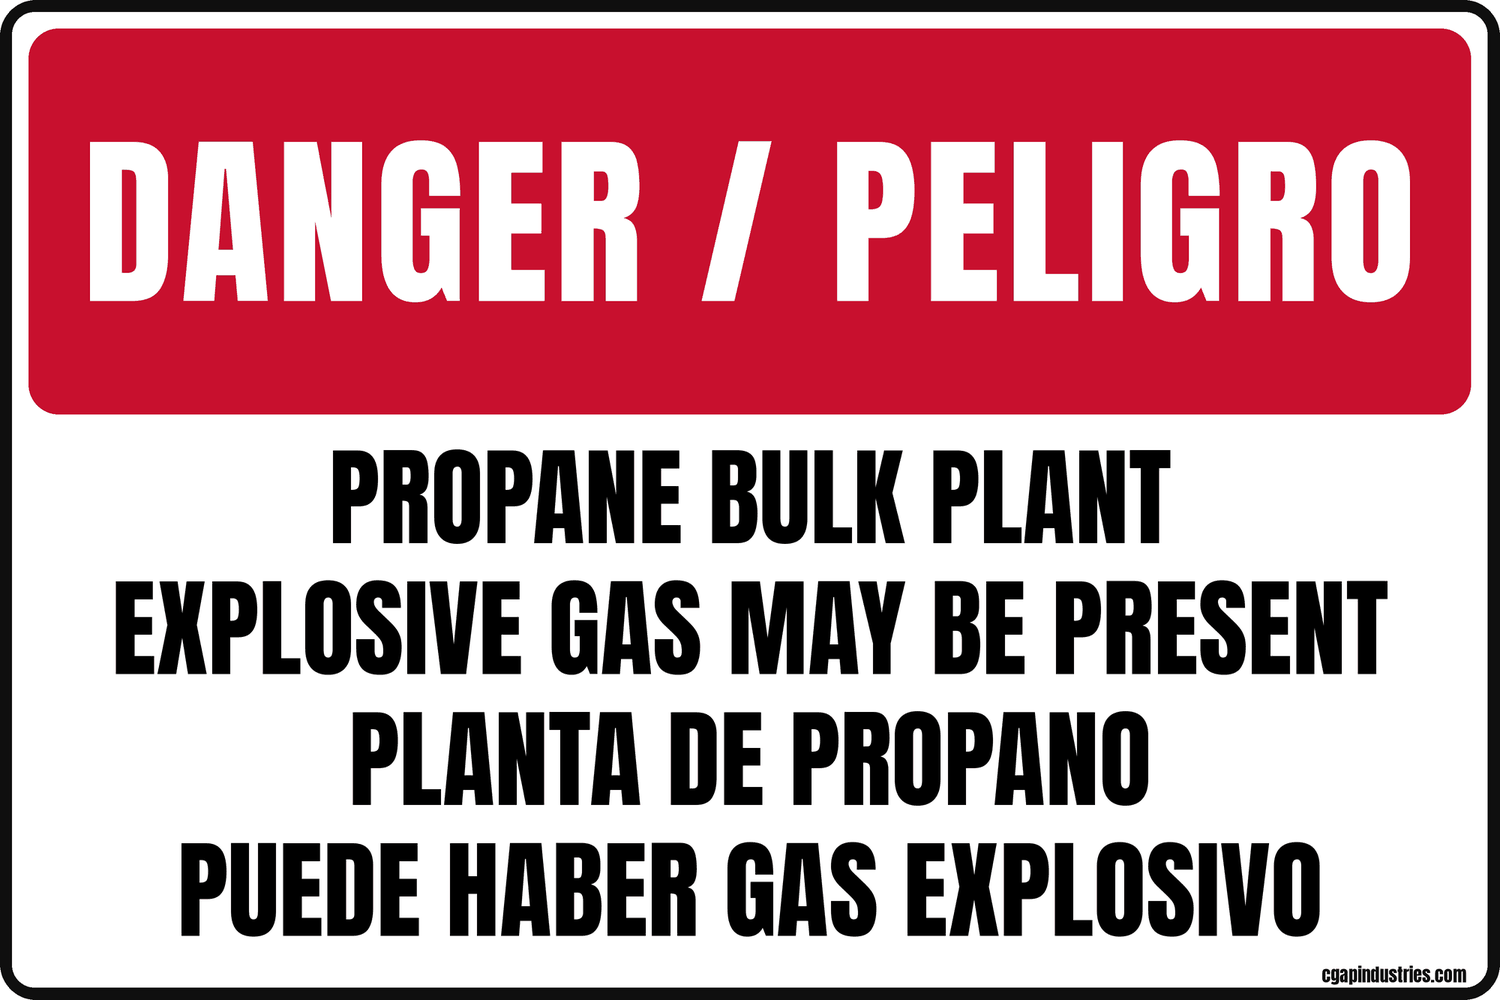 DANGER / PELIGRO
PROPANE BULK PLANT
EXPLOSIVE GAS MAY BE PRESENT
PLANTA DE PROPANO
PUEDE HABER GAS EXPLOSIVO
cgapindustries.com